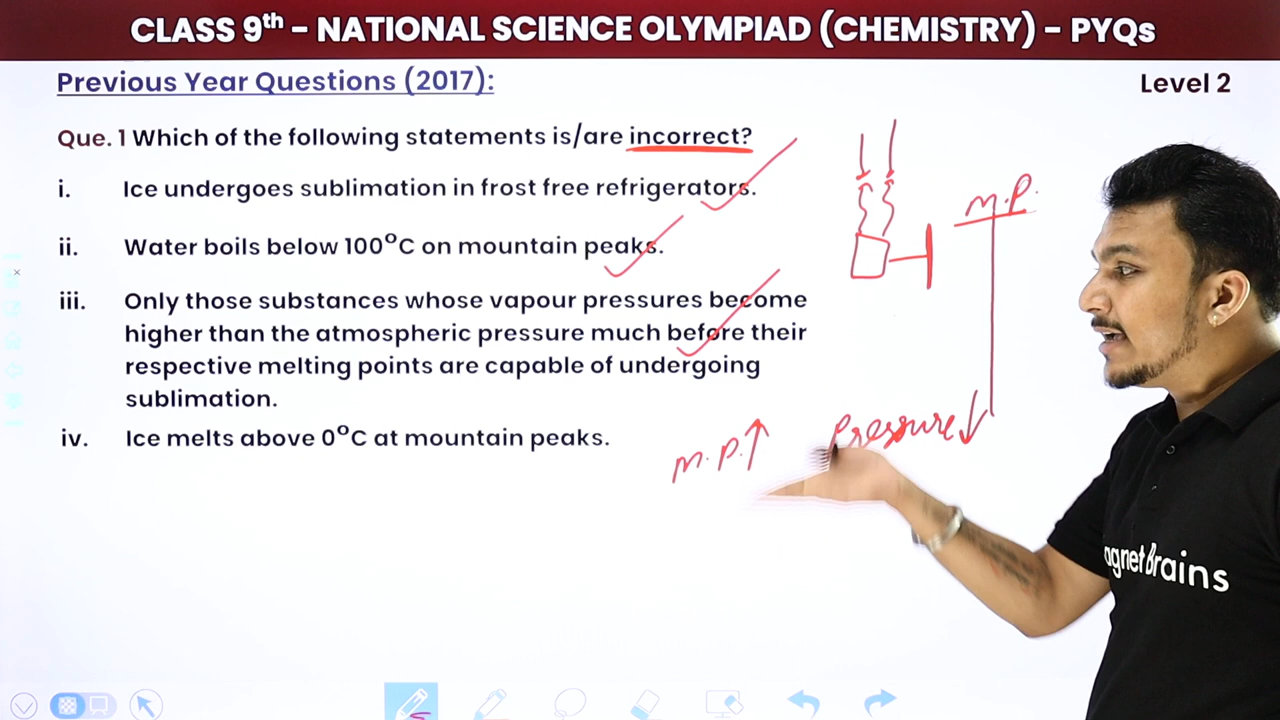 CLASS 9th – NATIONAL SCIENCE OLYMPIAD (CHEMISTRY) – PYQs
Previous Year Questions (2017):
Level 2
Que. 1 Which of the following statements is/are incorrect?
i. Ice undergoes sublimation in frost free refrigerators.
M.P.
ii. Water boils below 100°C on mountain peaks.
iii. Only those substances whose vapour pressures become
higher than the atmospheric pressure much before their
respective melting points are capable of undergoing
sublimation.
iv. Ice melts above 0°C at mountain peaks.
M.P.↑
Pressure↓
agnet Brains